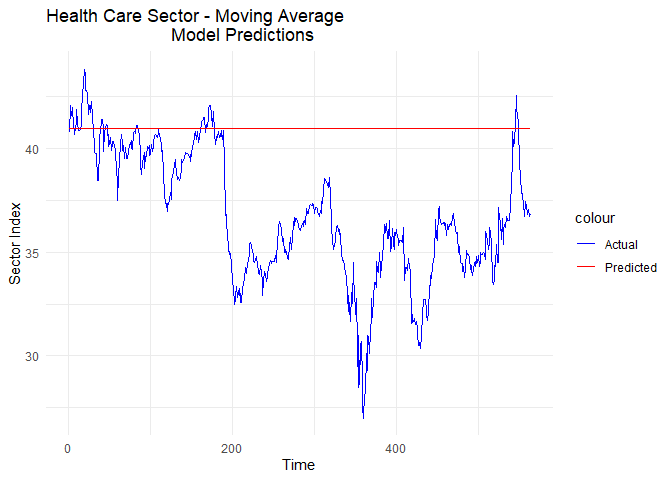 Health Care Sector - Moving Average
Model Predictions
Sector Index
40
35
30
0
200
400
Time
colour
Actual
Predicted